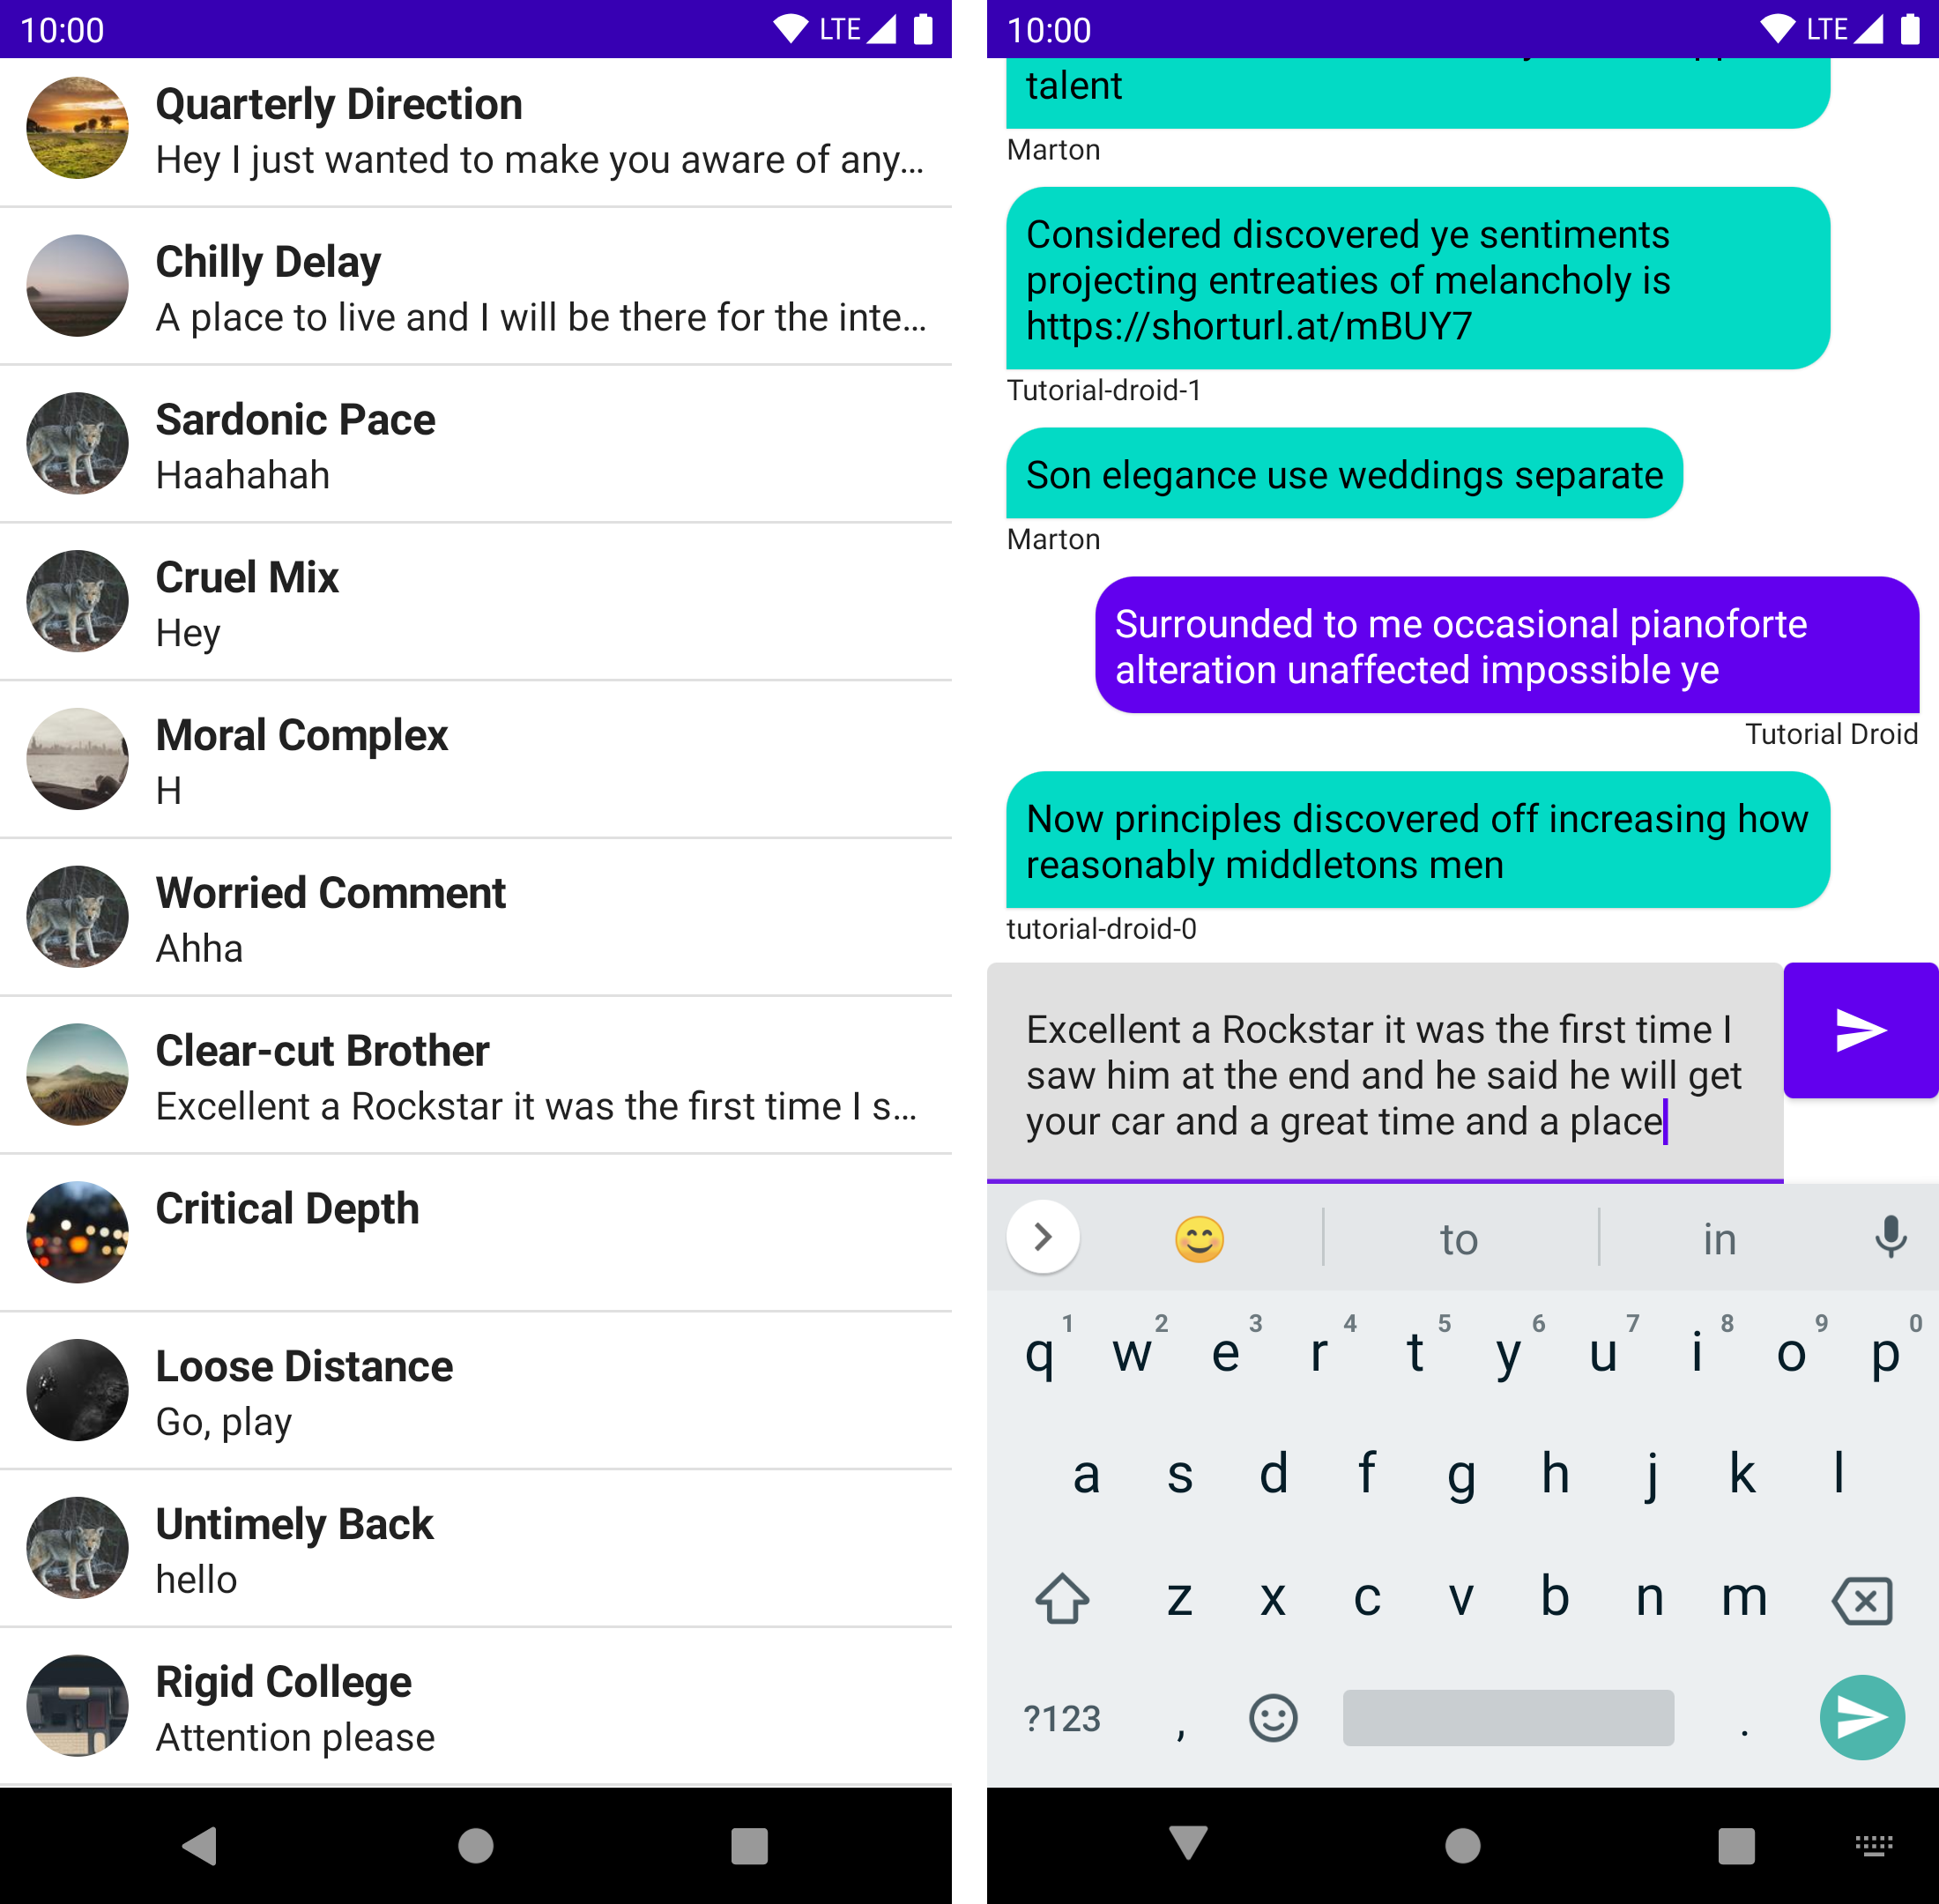 10:00
LTE
Quarterly Direction
Hey I just wanted to make you aware of any...
Chilly Delay
A place to live and I will be there for the inte...
Sardonic Pace
Haahahah
Cruel Mix
Hey
Moral Complex
H
Worried Comment
Ahha
Clear-cut Brother
Excellent a Rockstar it was the first time I s...
Critical Depth
Loose Distance
Go, play
Untimely Back
hello
Rigid College
Attention please
10:00
LTE
talent
Marton
Considered discovered ye sentiments
projecting entreaties of melancholy is
https://shorturl.at/mBUY7
Tutorial-droid-1
Son elegance use weddings separate
Marton
Surrounded to me occasional pianoforte
alteration unaffected impossible ye
Tutorial Droid
Now principles discovered off increasing how
reasonably middletons men
tutorial-droid-0
Excellent a Rockstar it was the first time I
saw him at the end and he said he will get
your car and a great time and a place
to in
q 1 w 2 e 3 r 4 t 5 y 6 u 7 i 8 o 9 p 0
a s d f g h j k l
z x c v b n m
?123 , .